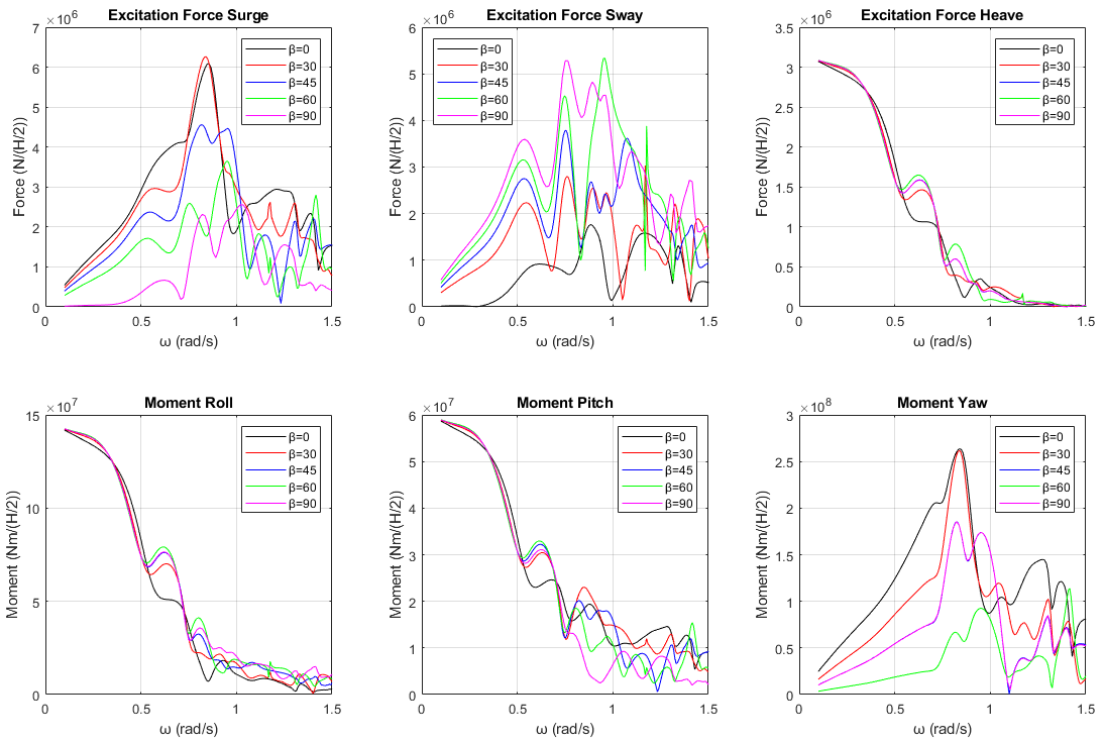 Excitation Force Surge
×10^6
Force (N/(H/2))
7
6
5
4
3
2
1
0
β=0
β=30
β=45
β=60
β=90
0 0.5 1 1.5
ω (rad/s)
Excitation Force Sway
×10^6
Force (N/(H/2))
6
5
4
3
2
1
0
β=0
β=30
β=45
β=60
β=90
0 0.5 1 1.5
ω (rad/s)
Excitation Force Heave
×10^6
Force (N/(H/2))
3.5
3
2.5
2
1.5
1
0.5
0
β=0
β=30
β=45
β=60
β=90
0 0.5 1 1.5
ω (rad/s)
Moment Roll
×10^7
Moment (Nm/(H/2))
15
10
5
0
β=0
β=30
β=45
β=60
β=90
0 0.5 1 1.5
ω (rad/s)
Moment Pitch
×10^7
Moment (Nm/(H/2))
6
5
4
3
2
1
0
β=0
β=30
β=45
β=60
β=90
0 0.5 1 1.5
ω (rad/s)
Moment Yaw
×10^8
Moment (Nm/(H/2))
3
2.5
2
1.5
1
0.5
0
β=0
β=30
β=45
β=60
β=90
0 0.5 1 1.5
ω (rad/s)